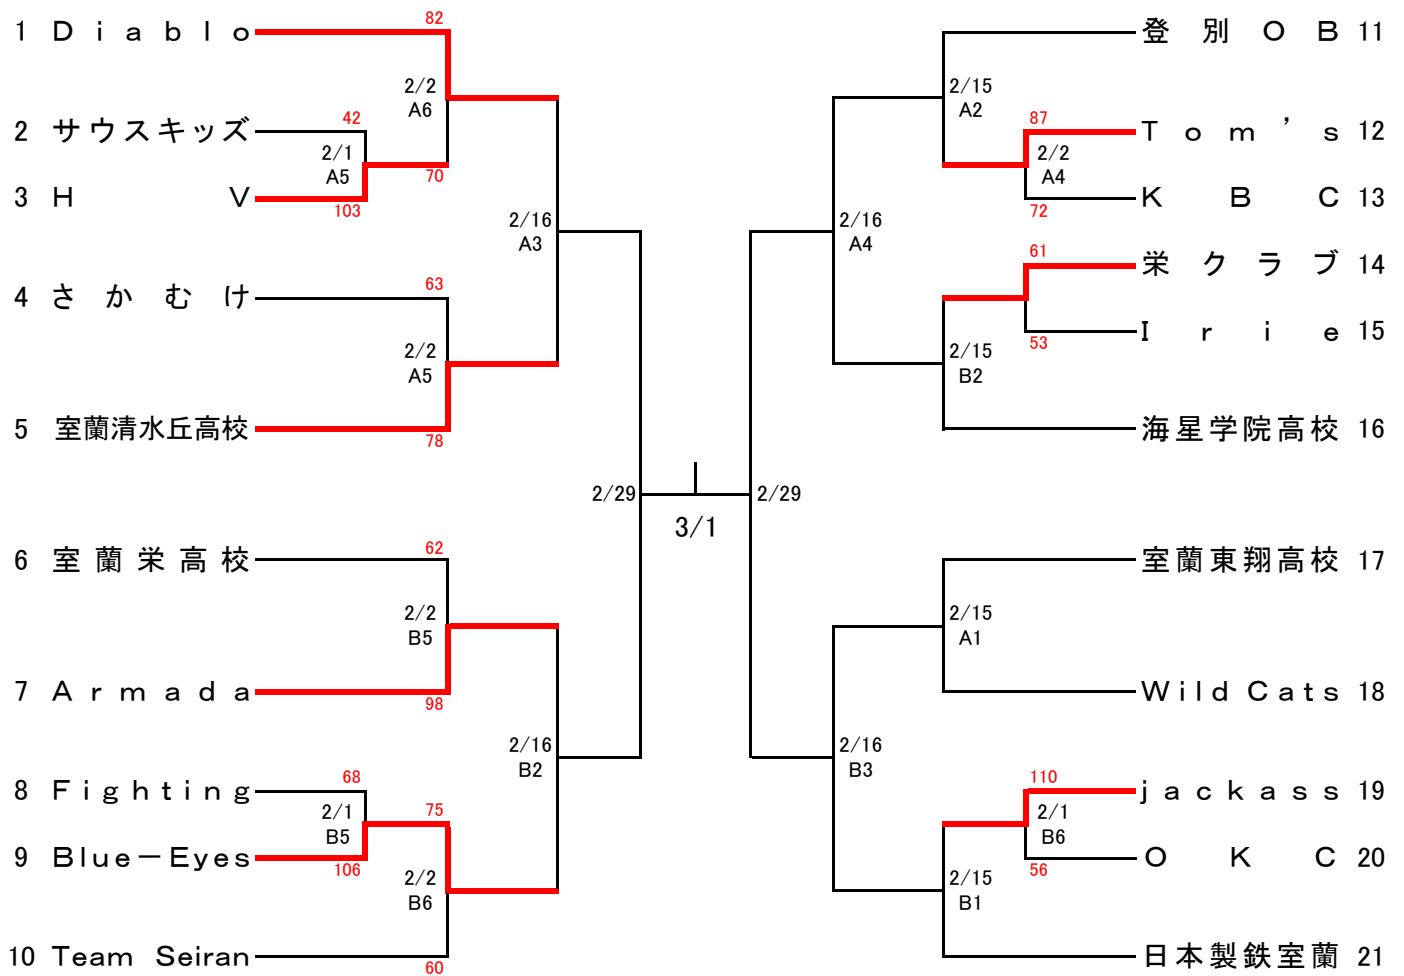 82
1 Diablo
2/2
A6
42
2 サウスキッズ
2/1
A5
70
3 H V
103
2/16
A3
4 さかむけ
63
2/2
A5
5 室蘭清水丘高校
78
2/29
3/1
2/29
6 室蘭栄高校
62
2/2
B5
7 Armada
98
2/16
B2
8 Fighting
68
2/1
B5
75
9 Blue－Eyes
106
2/2
B6
10 Team Seiran
60
登別OB 11
2/15
A2
87
Tom’s 12
2/2
A4
KBC 13
72
2/16
A4
61
栄クラブ 14
Irie 15
53
2/15
B2
海星学院高校 16
室蘭東翔高校 17
2/15
A1
Wild Cats 18
2/16
B3
110
jackass 19
2/1
B6
OKC 20
56
2/15
B1
日本製鉄室蘭 21